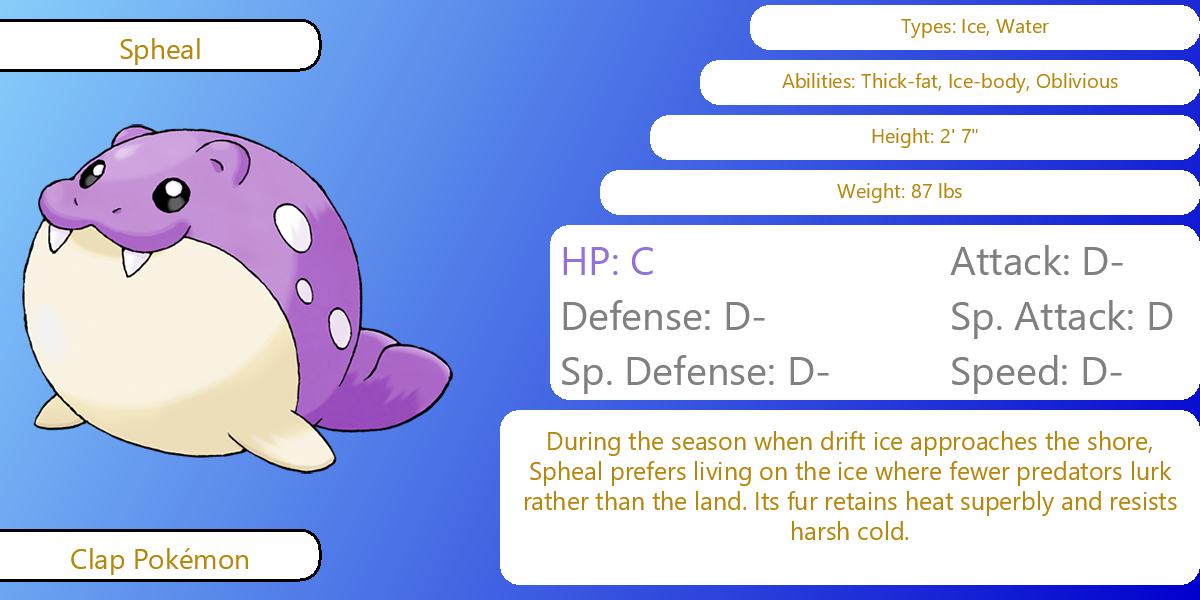 Spheal
Types: Ice, Water
Abilities: Thick-fat, Ice-body, Oblivious
Height: 2' 7"
Weight: 87 lbs
HP: C
Attack: D-
Defense: D-
Sp. Attack: D
Sp. Defense: D-
Speed: D-
During the season when drift ice approaches the shore,
Spheal prefers living on the ice where fewer predators lurk
rather than the land. Its fur retains heat superbly and resists
harsh cold.
Clap Pokémon